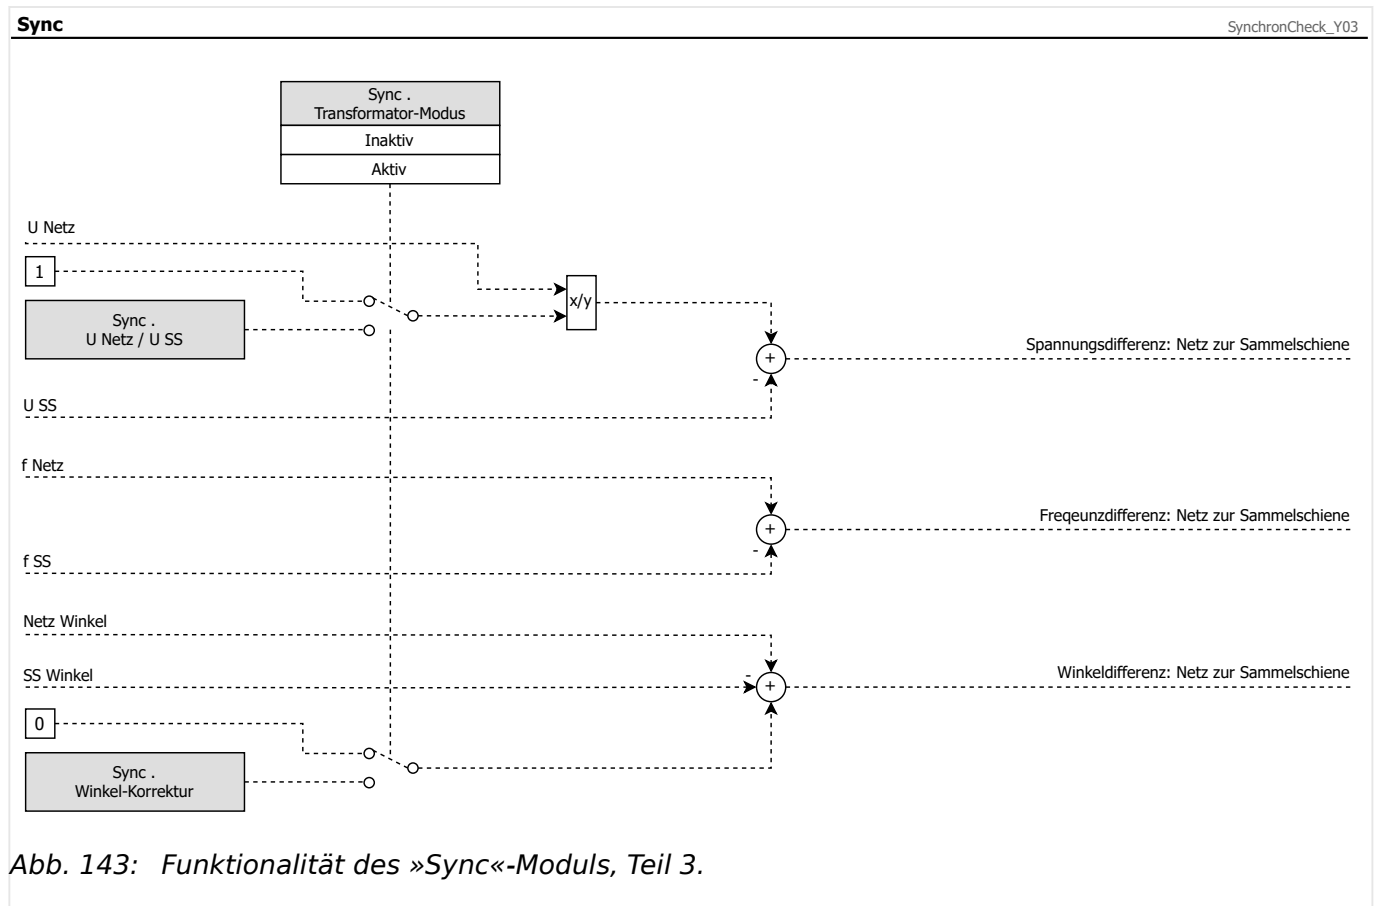 Sync
SynchronCheck_Y03
Sync .
Transformator-Modus
Inaktiv
Aktiv
U Netz
1
Sync .
U Netz / U SS
x/y
+
-
Spannungsdifferenz: Netz zur Sammelschiene
U SS
f Netz
+
-
Freqeunzdifferenz: Netz zur Sammelschiene
f SS
Netz Winkel
SS Winkel
-
+
Winkeldifferenz: Netz zur Sammelschiene
0
Sync .
Winkel-Korrektur
Abb. 143: Funktionalität des »Sync«-Moduls, Teil 3.